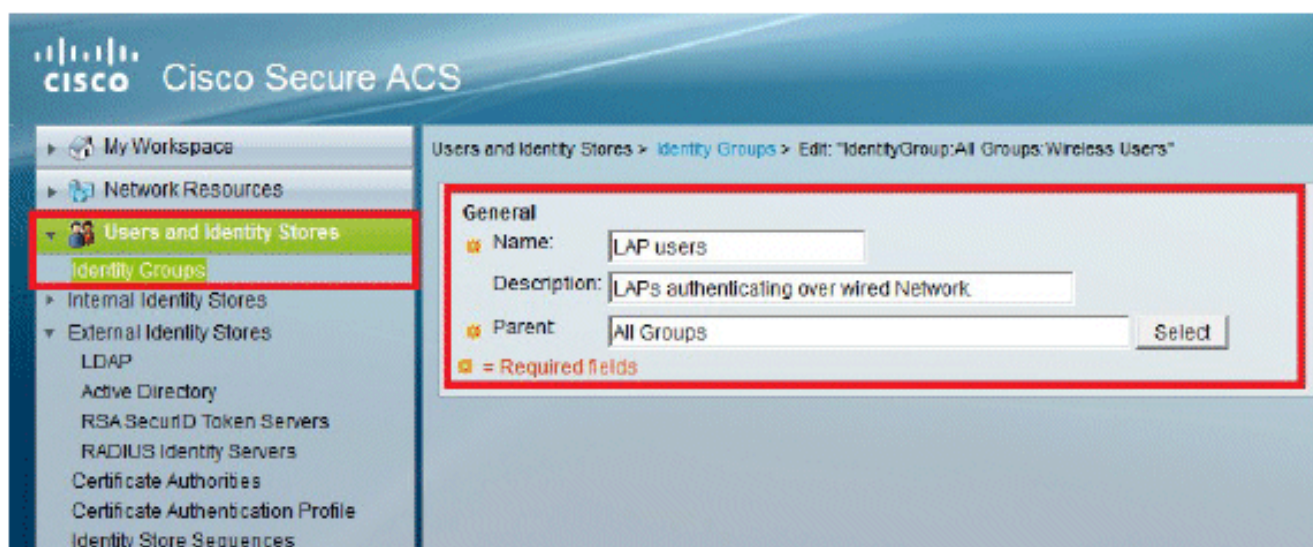 CISCO Cisco Secure ACS
My Workspace
Network Resources
Users and Identity Stores
Identity Groups
Internal Identity Stores
External Identity Stores
LDAP
Active Directory
RSA SecurID Token Servers
RADIUS Identity Servers
Certificate Authorities
Certificate Authentication Profile
Identity Store Sequences
Users and Identity Stores > Identity Groups > Edit: "IdentityGroup:All Groups:Wireless Users"
General
Name: LAP users
Description: LAPs authenticating over wired Network
Parent: All Groups Select
= Required fields